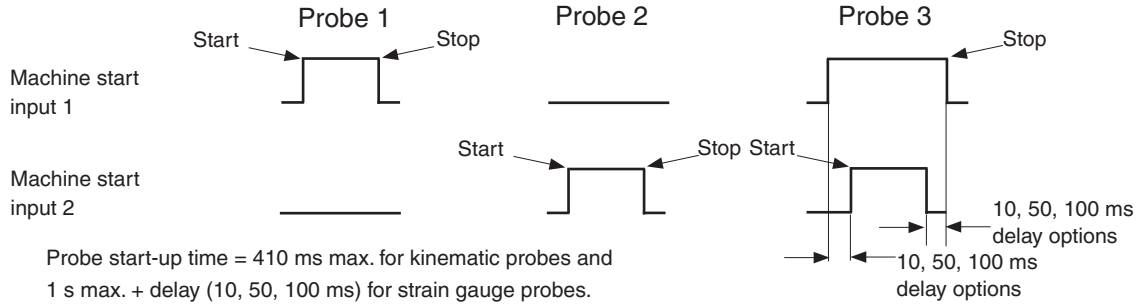 Probe 1
Probe 2
Probe 3
Start
Stop
Stop
Machine start
input 1
Start
Stop
Start
Machine start
input 2
10, 50, 100 ms
delay options
Probe start-up time = 410 ms max. for kinematic probes and
1 s max. + delay (10, 50, 100 ms) for strain gauge probes.
10, 50, 100 ms
delay options